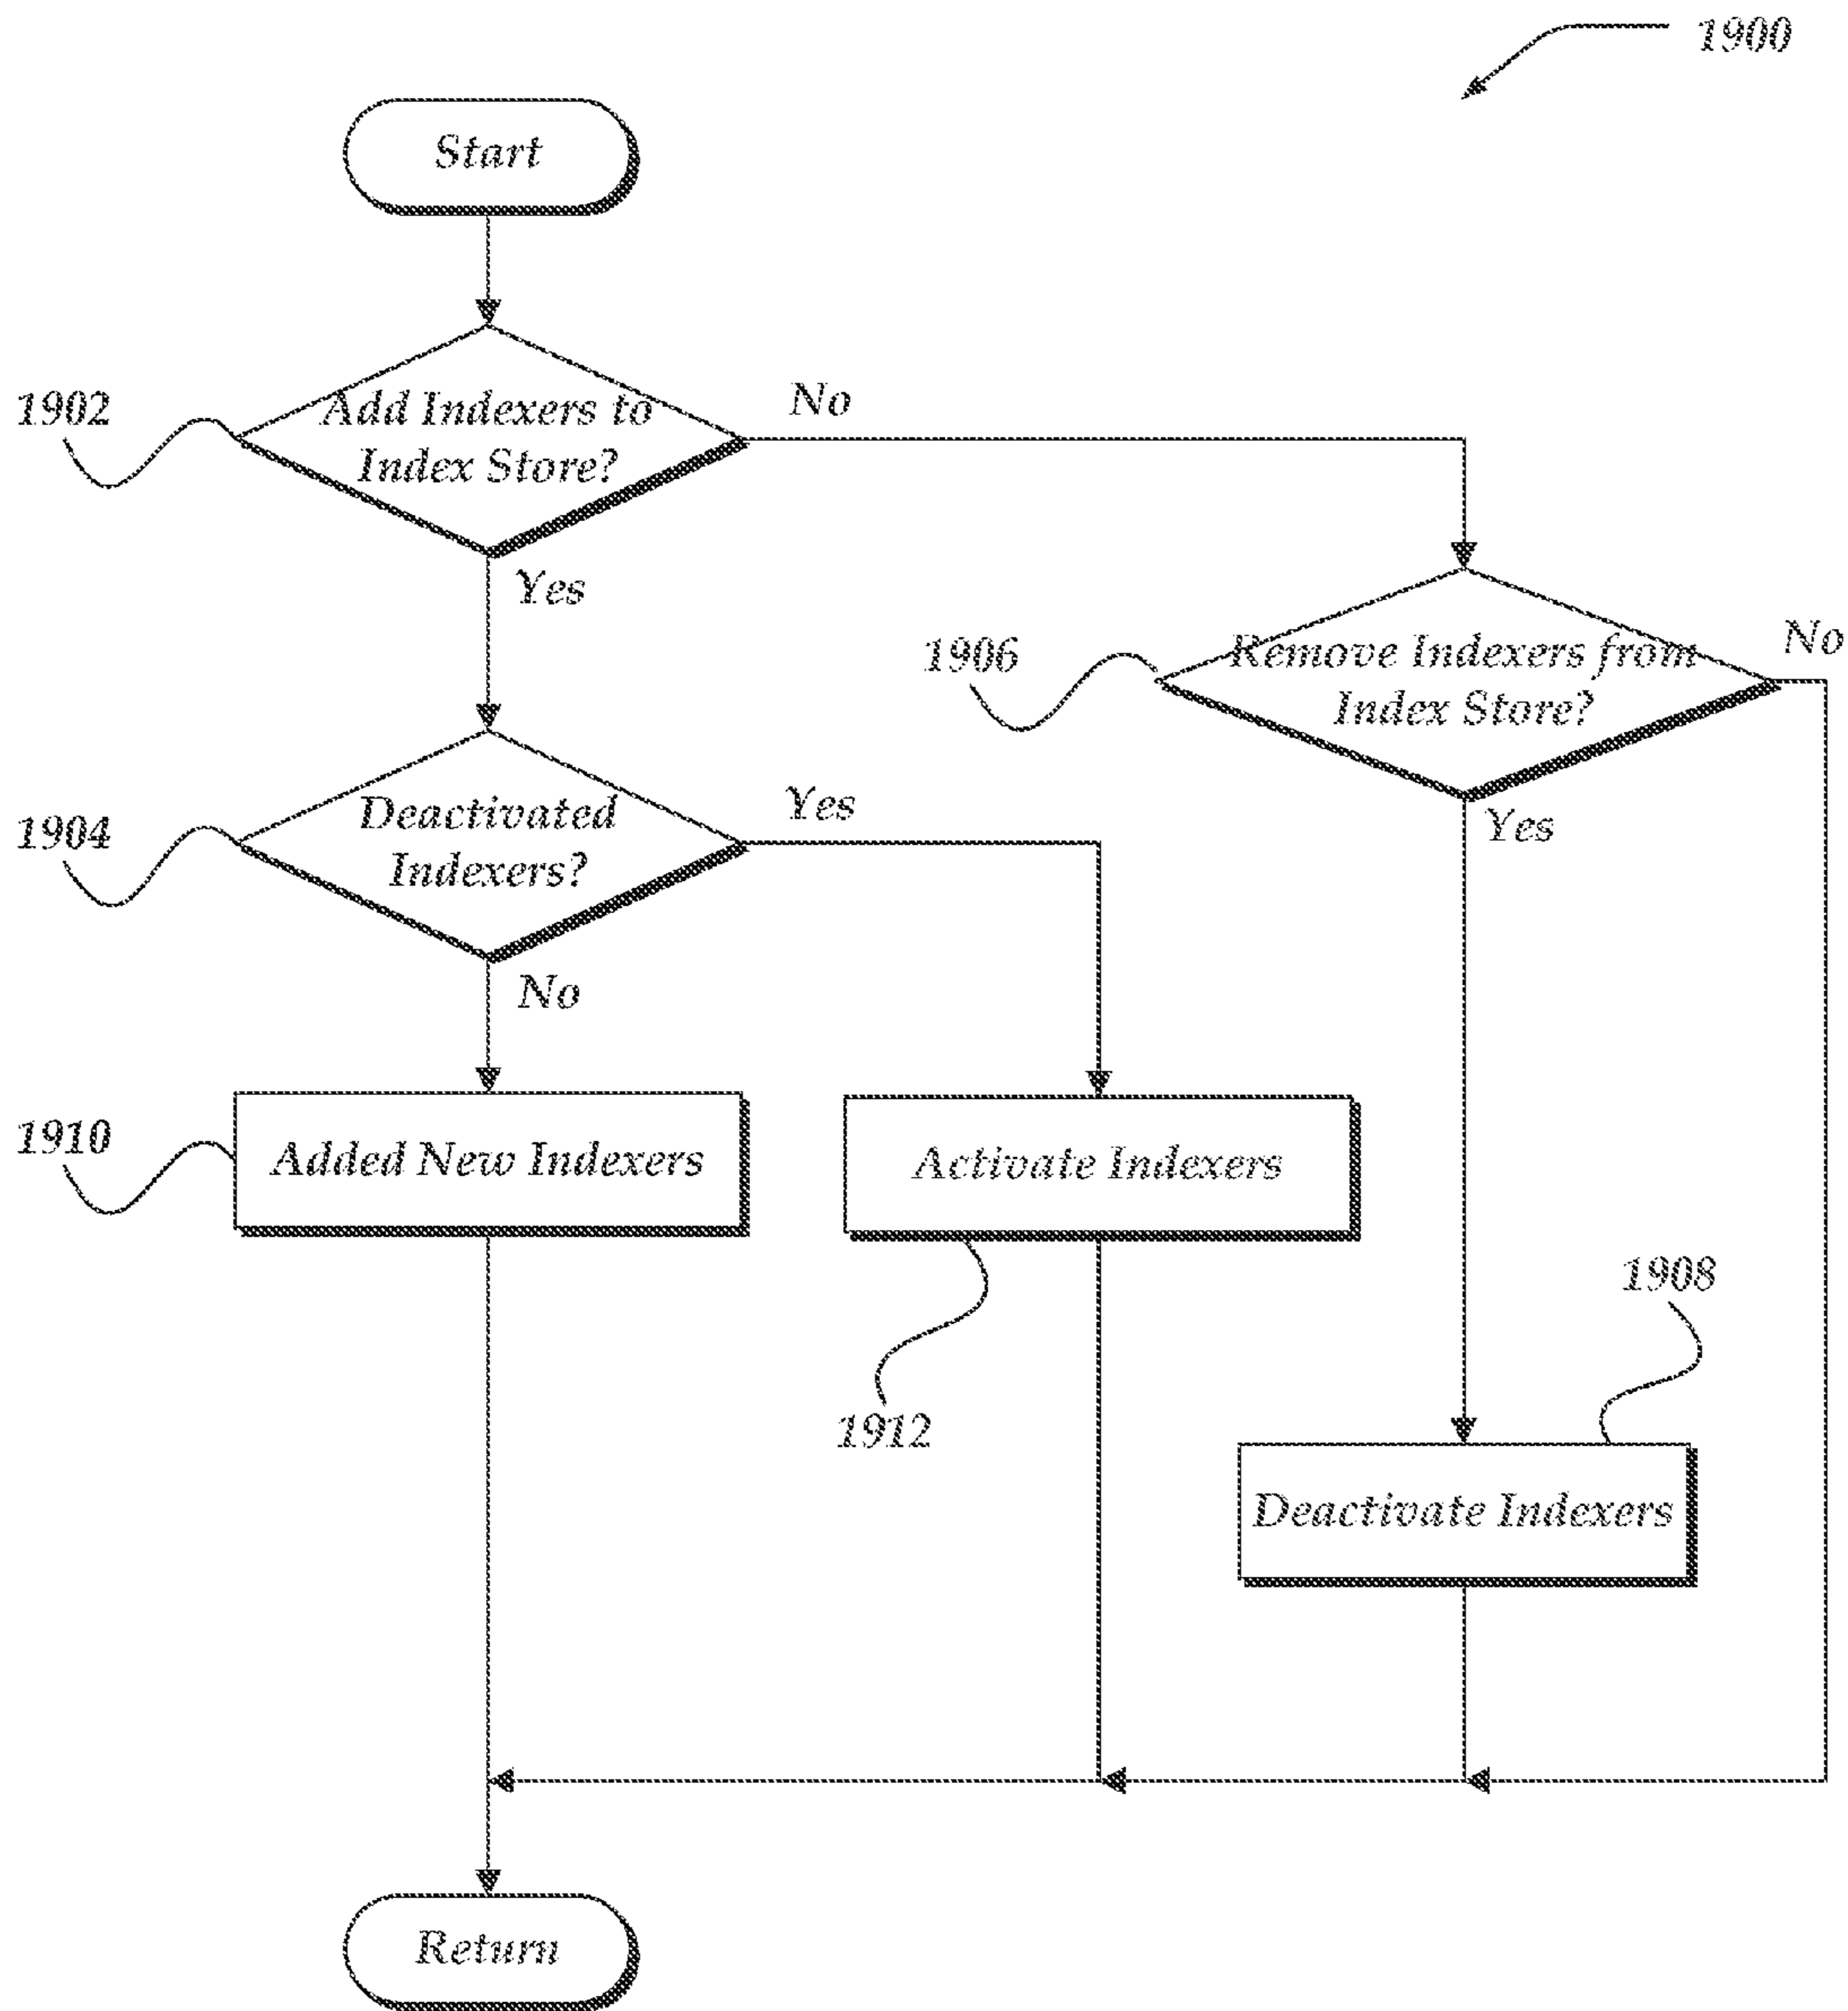 1900
Start
1902
Add Indexers to
Index Store?
No
Yes
1906
Remove Indexers from
Index Store?
No
Yes
1904
Deactivated
Indexers?
Yes
No
1910
Added New Indexers
Activate Indexers
1912
1908
Deactivate Indexers
Return